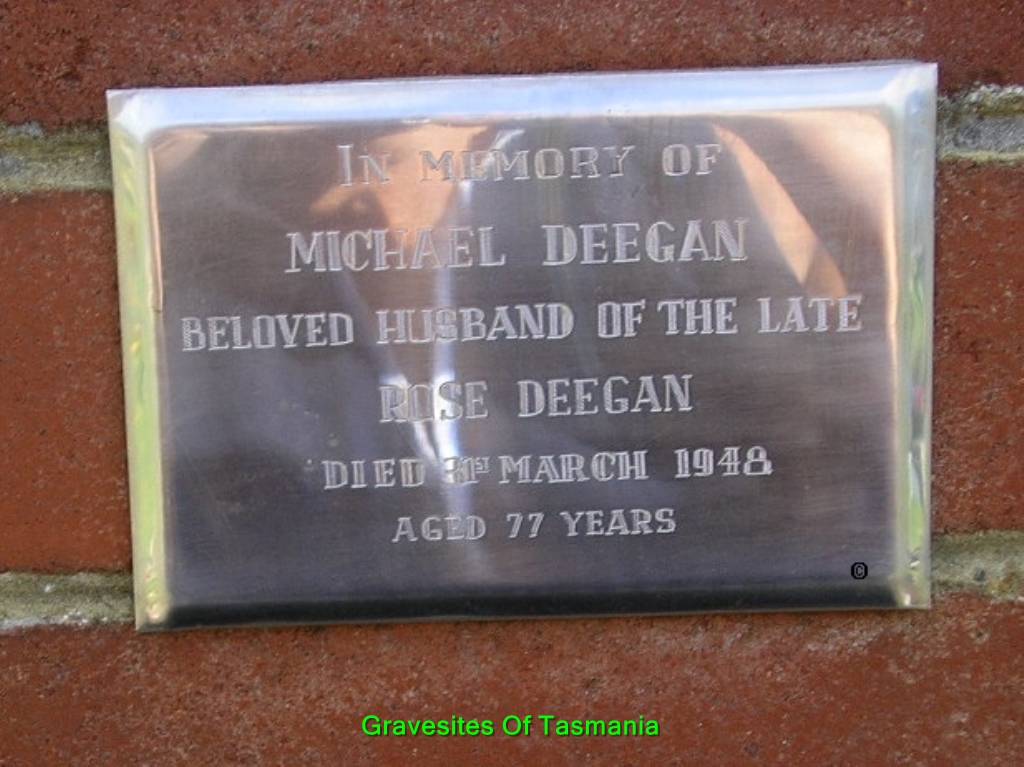 IN MEMORY OF
MICHAEL DEEGAN
BELOVED HUSBAND OF THE LATE
ROSE DEEGAN
DIED 31ST MARCH 1948
AGED 77 YEARS
©
Gravesites Of Tasmania